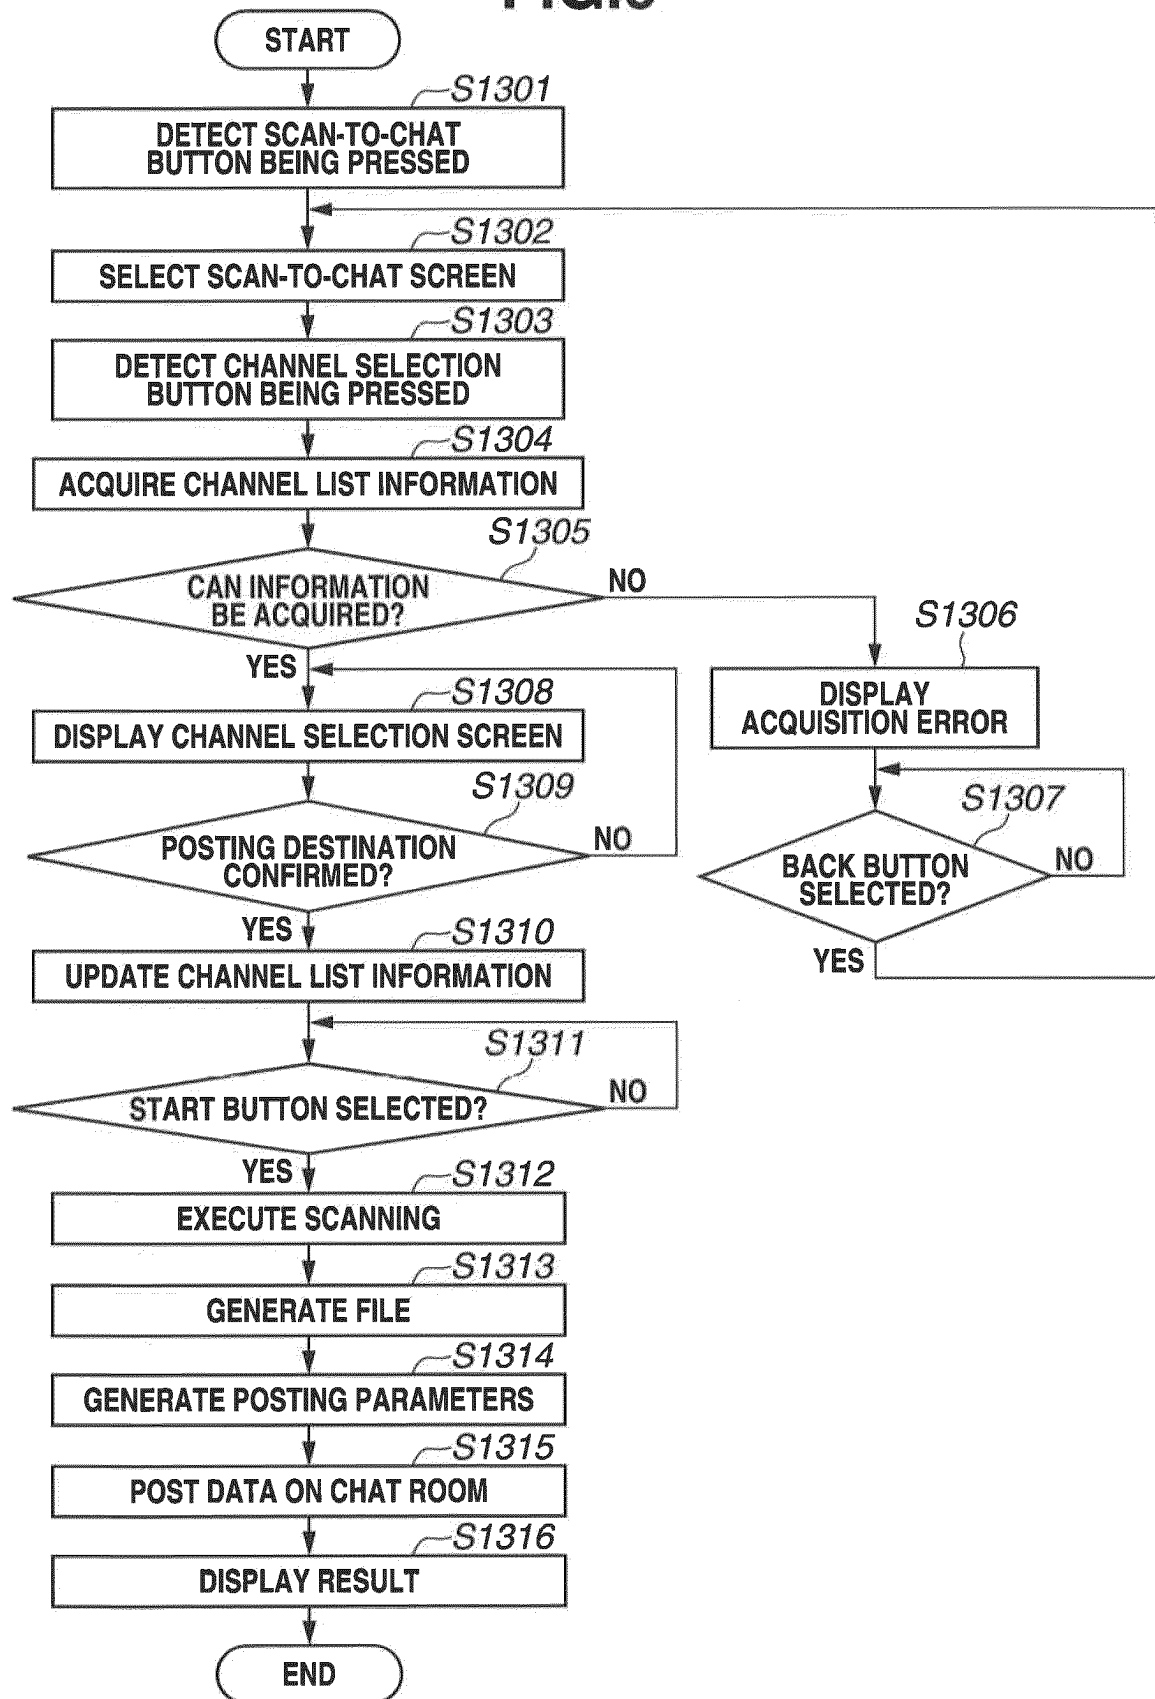 START
S1301
DETECT SCAN-TO-CHAT
BUTTON BEING PRESSED
S1302
SELECT SCAN-TO-CHAT SCREEN
S1303
DETECT CHANNEL SELECTION
BUTTON BEING PRESSED
S1304
ACQUIRE CHANNEL LIST INFORMATION
S1305
CAN INFORMATION
BE ACQUIRED?
NO
YES
S1306
DISPLAY
ACQUISITION ERROR
S1307
BACK BUTTON
SELECTED?
NO
YES
S1308
DISPLAY CHANNEL SELECTION SCREEN
S1309
POSTING DESTINATION
CONFIRMED?
NO
YES
S1310
UPDATE CHANNEL LIST INFORMATION
S1311
START BUTTON SELECTED?
NO
YES
S1312
EXECUTE SCANNING
S1313
GENERATE FILE
S1314
GENERATE POSTING PARAMETERS
S1315
POST DATA ON CHAT ROOM
S1316
DISPLAY RESULT
END